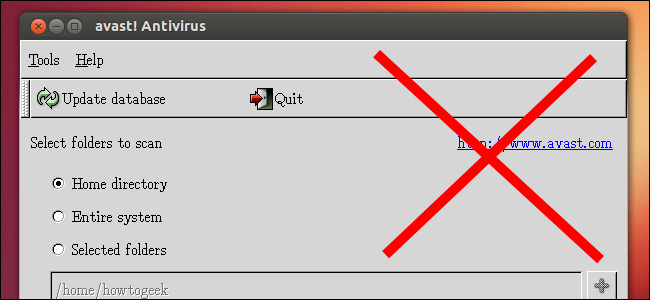 avast! Antivirus
Tools Help
Update database Quit
Select folders to scan http://www.avast.com
Home directory
Entire system
Selected folders
/home/howtogeek